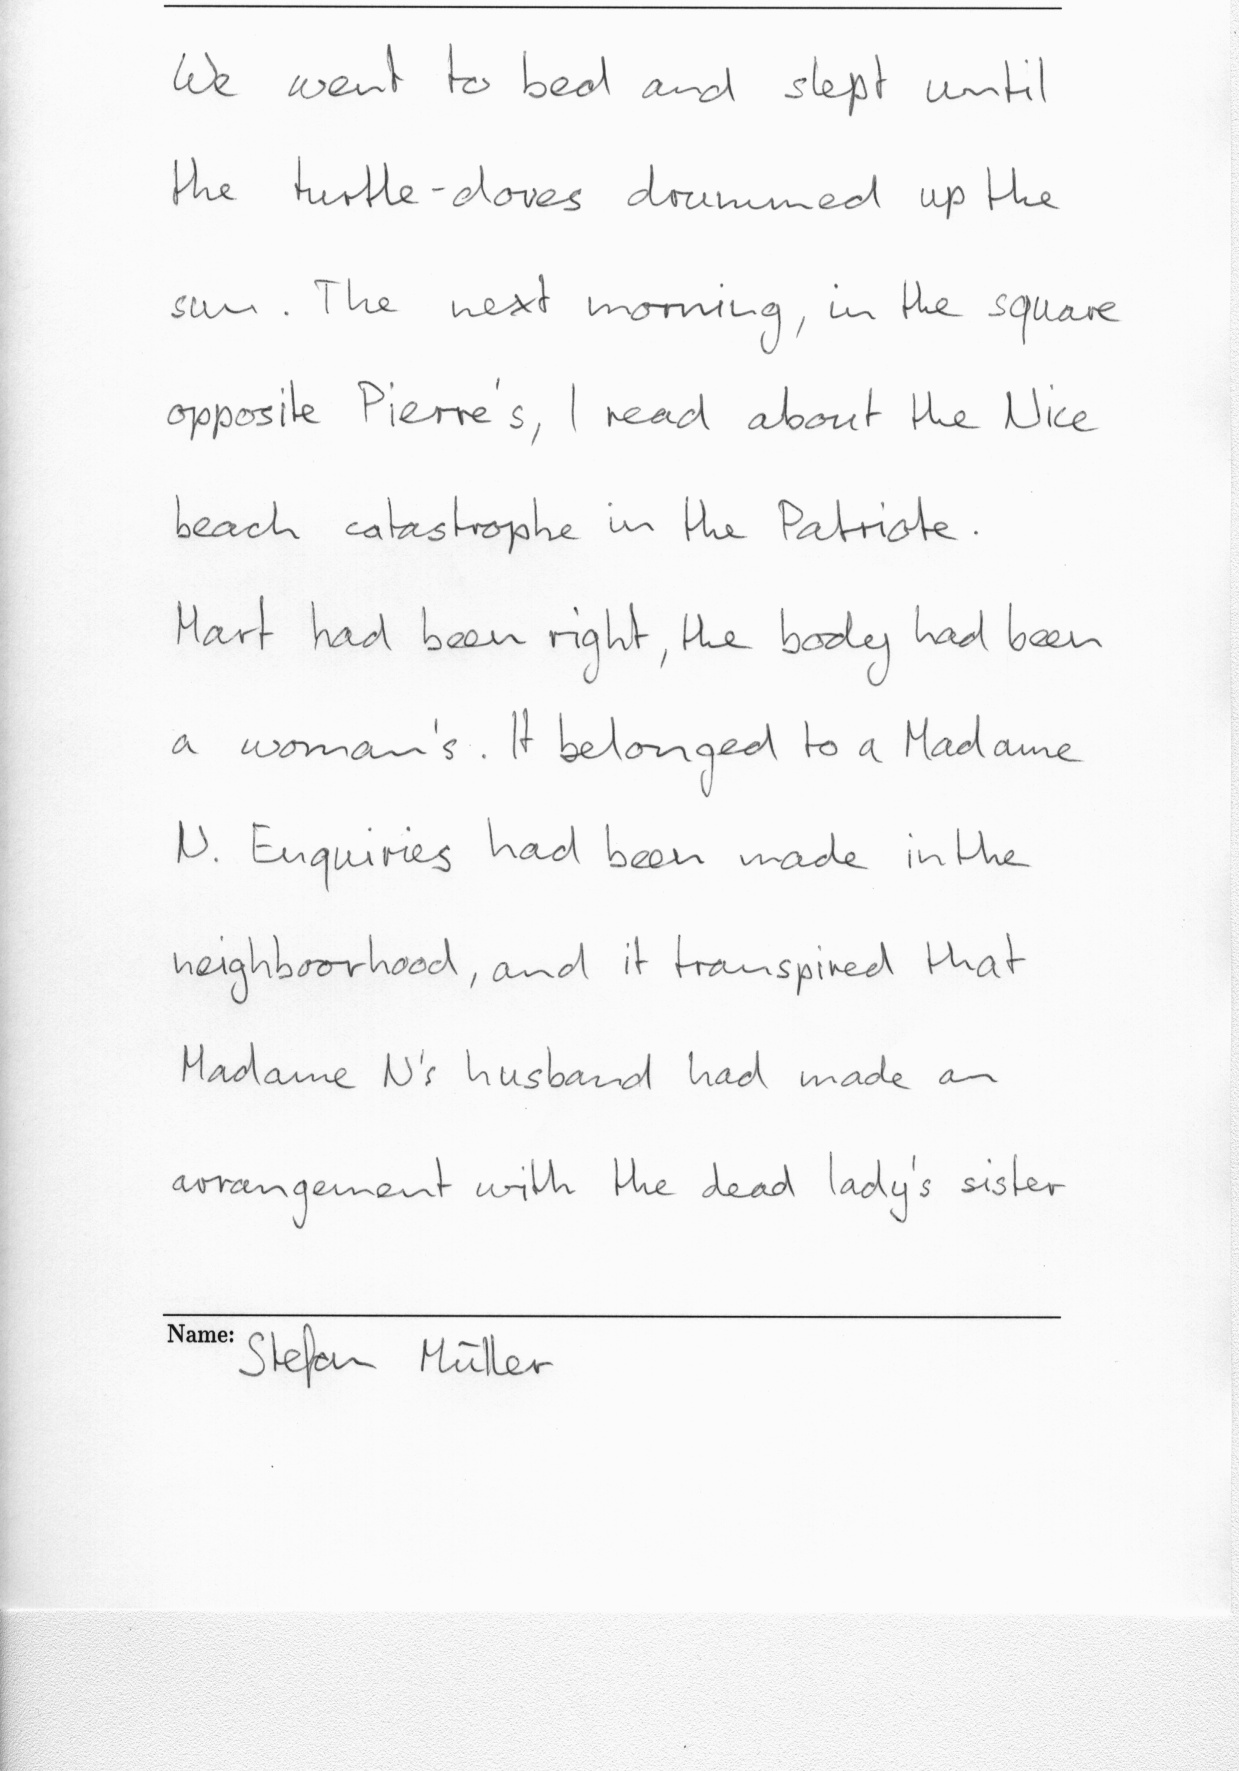 We went to bed and slept until
the turtle-doves drummed up the
sun. The next morning, in the square
opposite Pierre's, I read about the Nice
beach catastrophe in the Patriote.
Mart had been right, the body had been
a woman's. It belonged to a Madame
N. Enquiries had been made in the
neighboorhood, and it transpired that
Madame N's husband had made an
arrangement with the dead lady's sister
Name: Stefan Müller